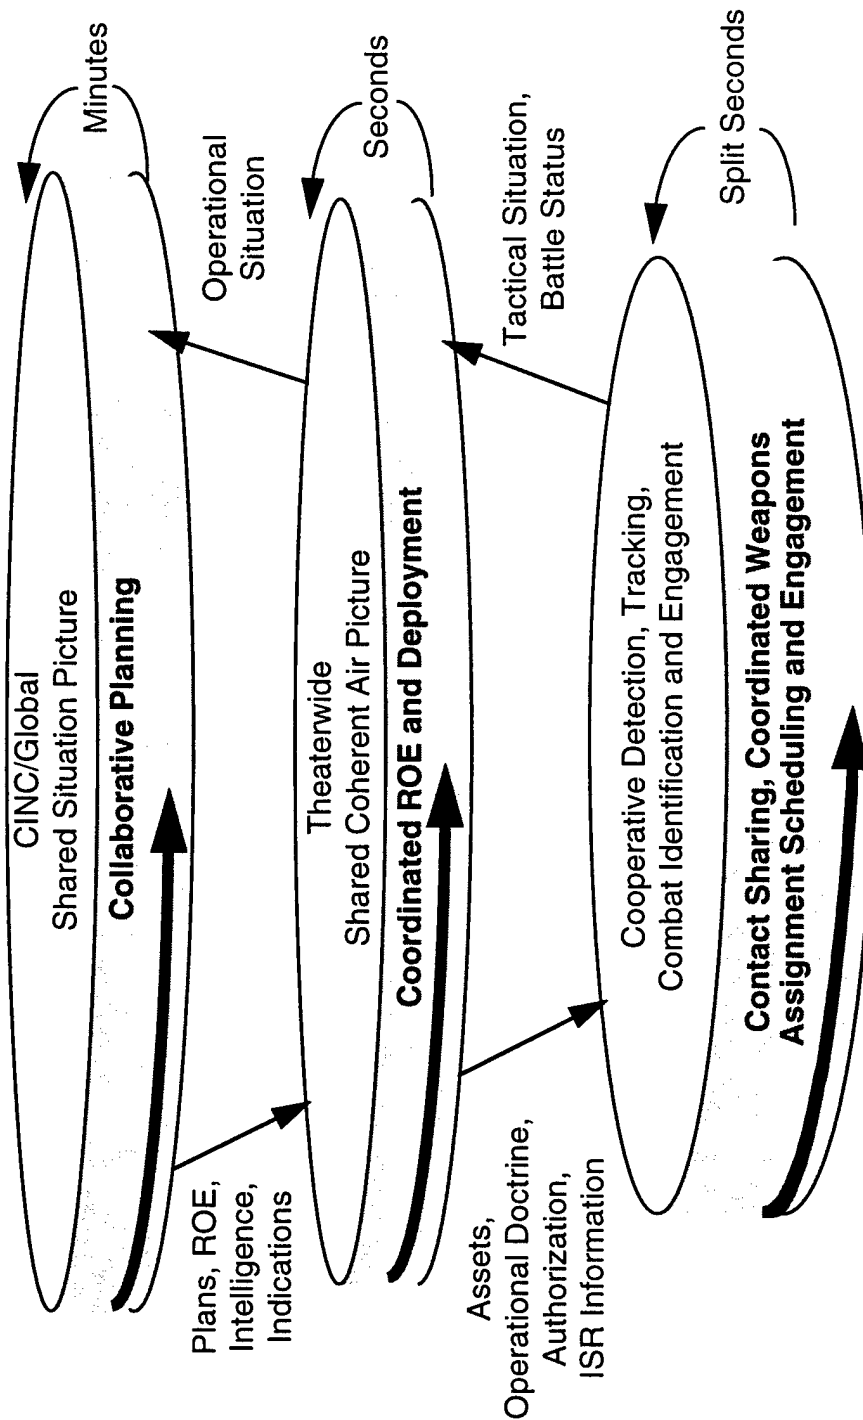 CINC/Global
Shared Situation Picture
Collaborative Planning
Minutes
Plans, ROE,
Intelligence,
Indications
Operational
Situation
Theaterwide
Shared Coherent Air Picture
Coordinated ROE and Deployment
Seconds
Assets,
Operational Doctrine,
Authorization,
ISR Information
Tactical Situation,
Battle Status
Cooperative Detection, Tracking,
Combat Identification and Engagement
Contact Sharing, Coordinated Weapons
Assignment Scheduling and Engagement
Split Seconds